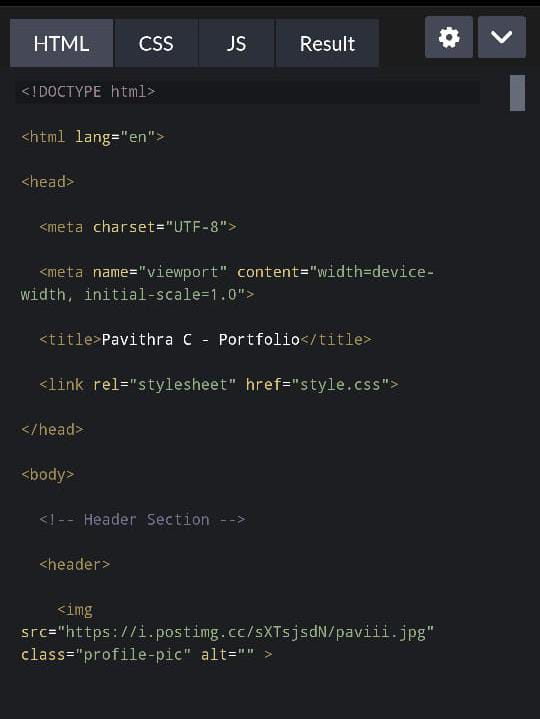 HTML CSS JS Result
<!DOCTYPE html>
<html lang="en">
<head>
<meta charset="UTF-8">
<meta name="viewport" content="width=device-
width, initial-scale=1.0">
<title>Pavithra C - Portfolio</title>
<link rel="stylesheet" href="style.css">
</head>
<body>
<!-- Header Section -->
<header>
<img
src="https://i.postimg.cc/sXTsjsdN/paviii.jpg"
class="profile-pic" alt="" >